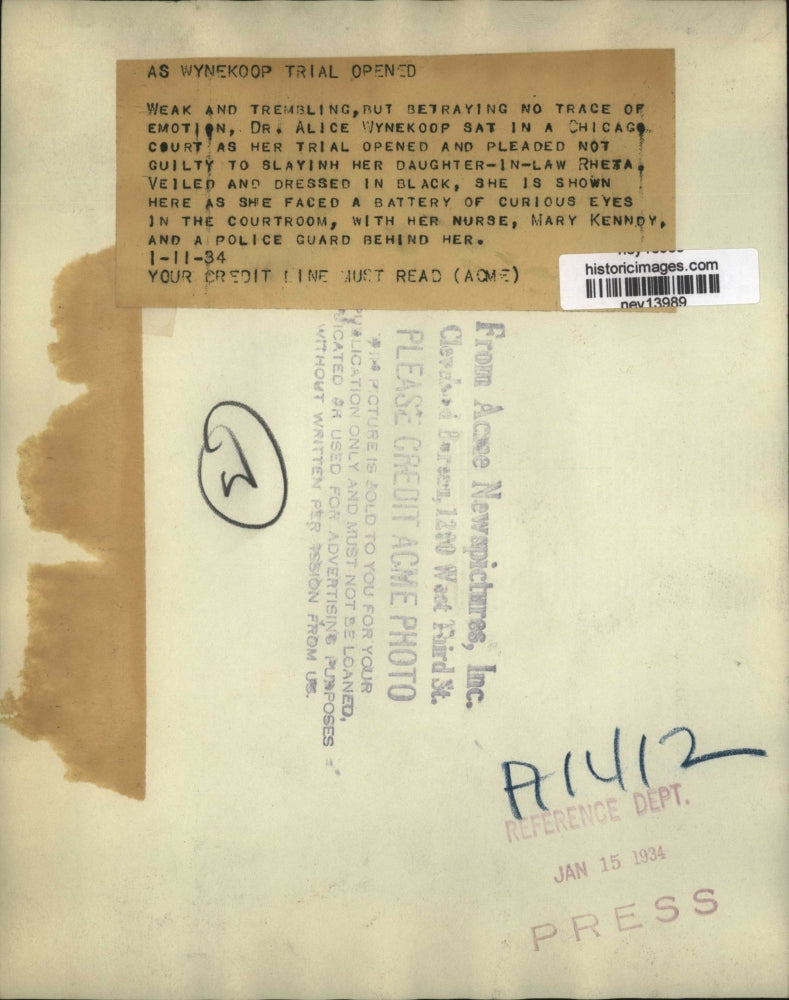 AS WYNEKOOP TRIAL OPENED
WEAK AND TREMBLING, BUT BETRAYING NO TRACE OF
EMOTION, DR. ALICE WYNEKOOP SAT IN A CHICAGO
COURT AS HER TRIAL OPENED AND PLEADED NOT
GUILTY TO SLAYINH HER DAUGHTER-IN-LAW RHETA.
VEILED AND DRESSED IN BLACK, SHE IS SHOWN
HERE AS SHE FACED A BATTERY OF CURIOUS EYES
IN THE COURTROOM, WITH HER NURSE, MARY KENNDY,
AND A POLICE GUARD BEHIND HER.
1-11-34
YOUR CREDIT LINE MUST READ (ACME)
historicimages.com
ney13989
From Acme Newspictures, Inc.
Cleveland Bureau, 1200 West Third St.
PLEASE CREDIT ACME PHOTO
THIS PICTURE IS SOLD TO YOU FOR YOUR
PUBLICATION ONLY AND MUST NOT BE LOANED,
SYNDICATED OR USED FOR ADVERTISING PURPOSES
WITHOUT WRITTEN PERMISSION FROM US.
A1412
REFERENCE DEPT.
JAN 15 1934
PRESS